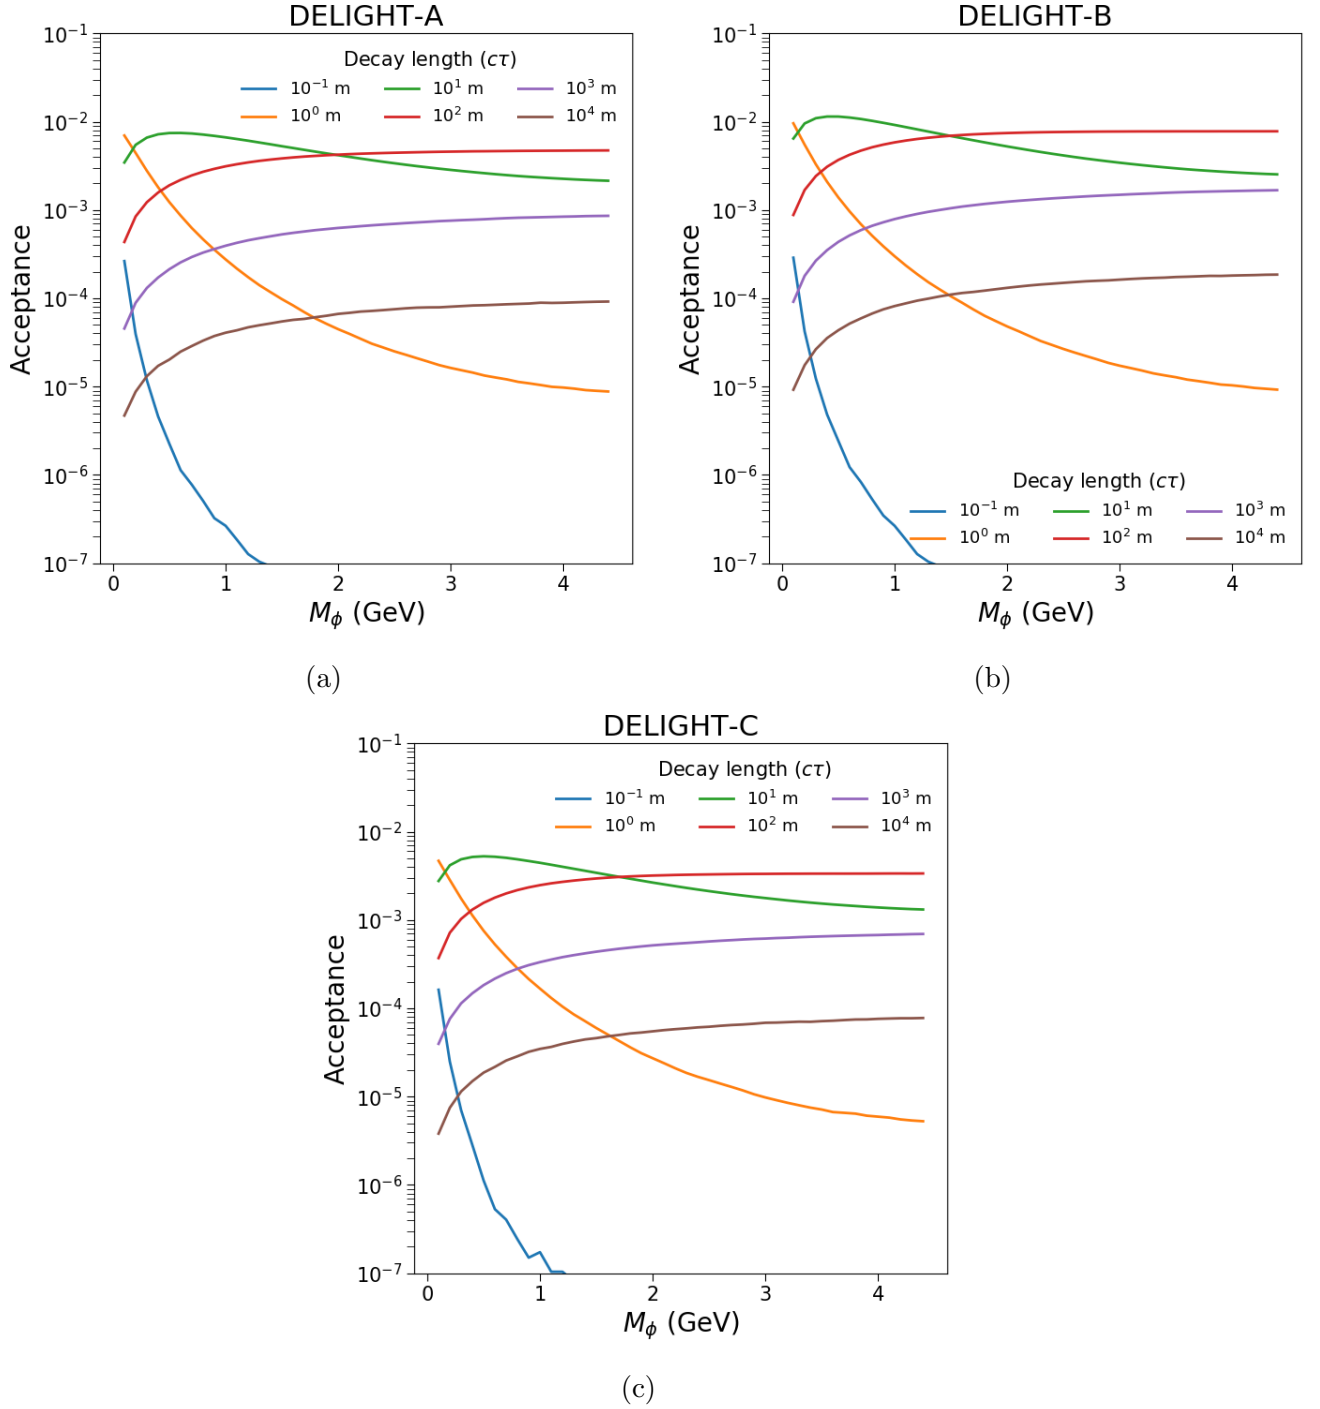 DELIGHT-A
Acceptance
10⁻¹
10⁻²
10⁻³
10⁻⁴
10⁻⁵
10⁻⁶
10⁻⁷
Decay length (cτ)
10⁻¹ m 10¹ m 10³ m
10⁰ m 10² m 10⁴ m
0 1 2 3 4
M_ϕ (GeV)
(a)
DELIGHT-B
Acceptance
10⁻¹
10⁻²
10⁻³
10⁻⁴
10⁻⁵
10⁻⁶
10⁻⁷
Decay length (cτ)
10⁻¹ m 10¹ m 10³ m
10⁰ m 10² m 10⁴ m
0 1 2 3 4
M_ϕ (GeV)
(b)
DELIGHT-C
Acceptance
10⁻¹
10⁻²
10⁻³
10⁻⁴
10⁻⁵
10⁻⁶
10⁻⁷
Decay length (cτ)
10⁻¹ m 10¹ m 10³ m
10⁰ m 10² m 10⁴ m
0 1 2 3 4
M_ϕ (GeV)
(c)